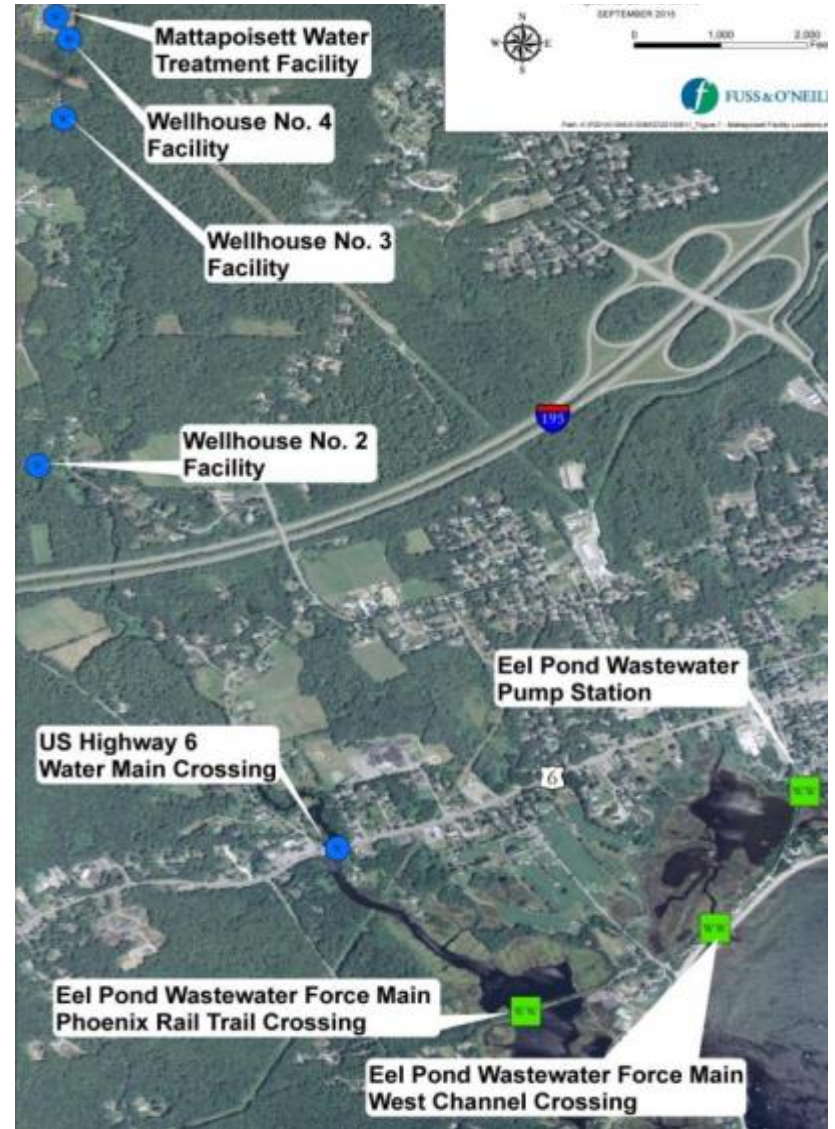 SEPTEMBER 2015
N
W E
S
0 1,000 2,000
FUSS & O'NEILL
Mattapoisett Water
Treatment Facility
Wellhouse No. 4
Facility
Wellhouse No. 3
Facility
195
Wellhouse No. 2
Facility
Eel Pond Wastewater
Pump Station
US Highway 6
Water Main Crossing
6
WW
WW
Eel Pond Wastewater Force Main
Phoenix Rail Trail Crossing
WW
Eel Pond Wastewater Force Main
West Channel Crossing